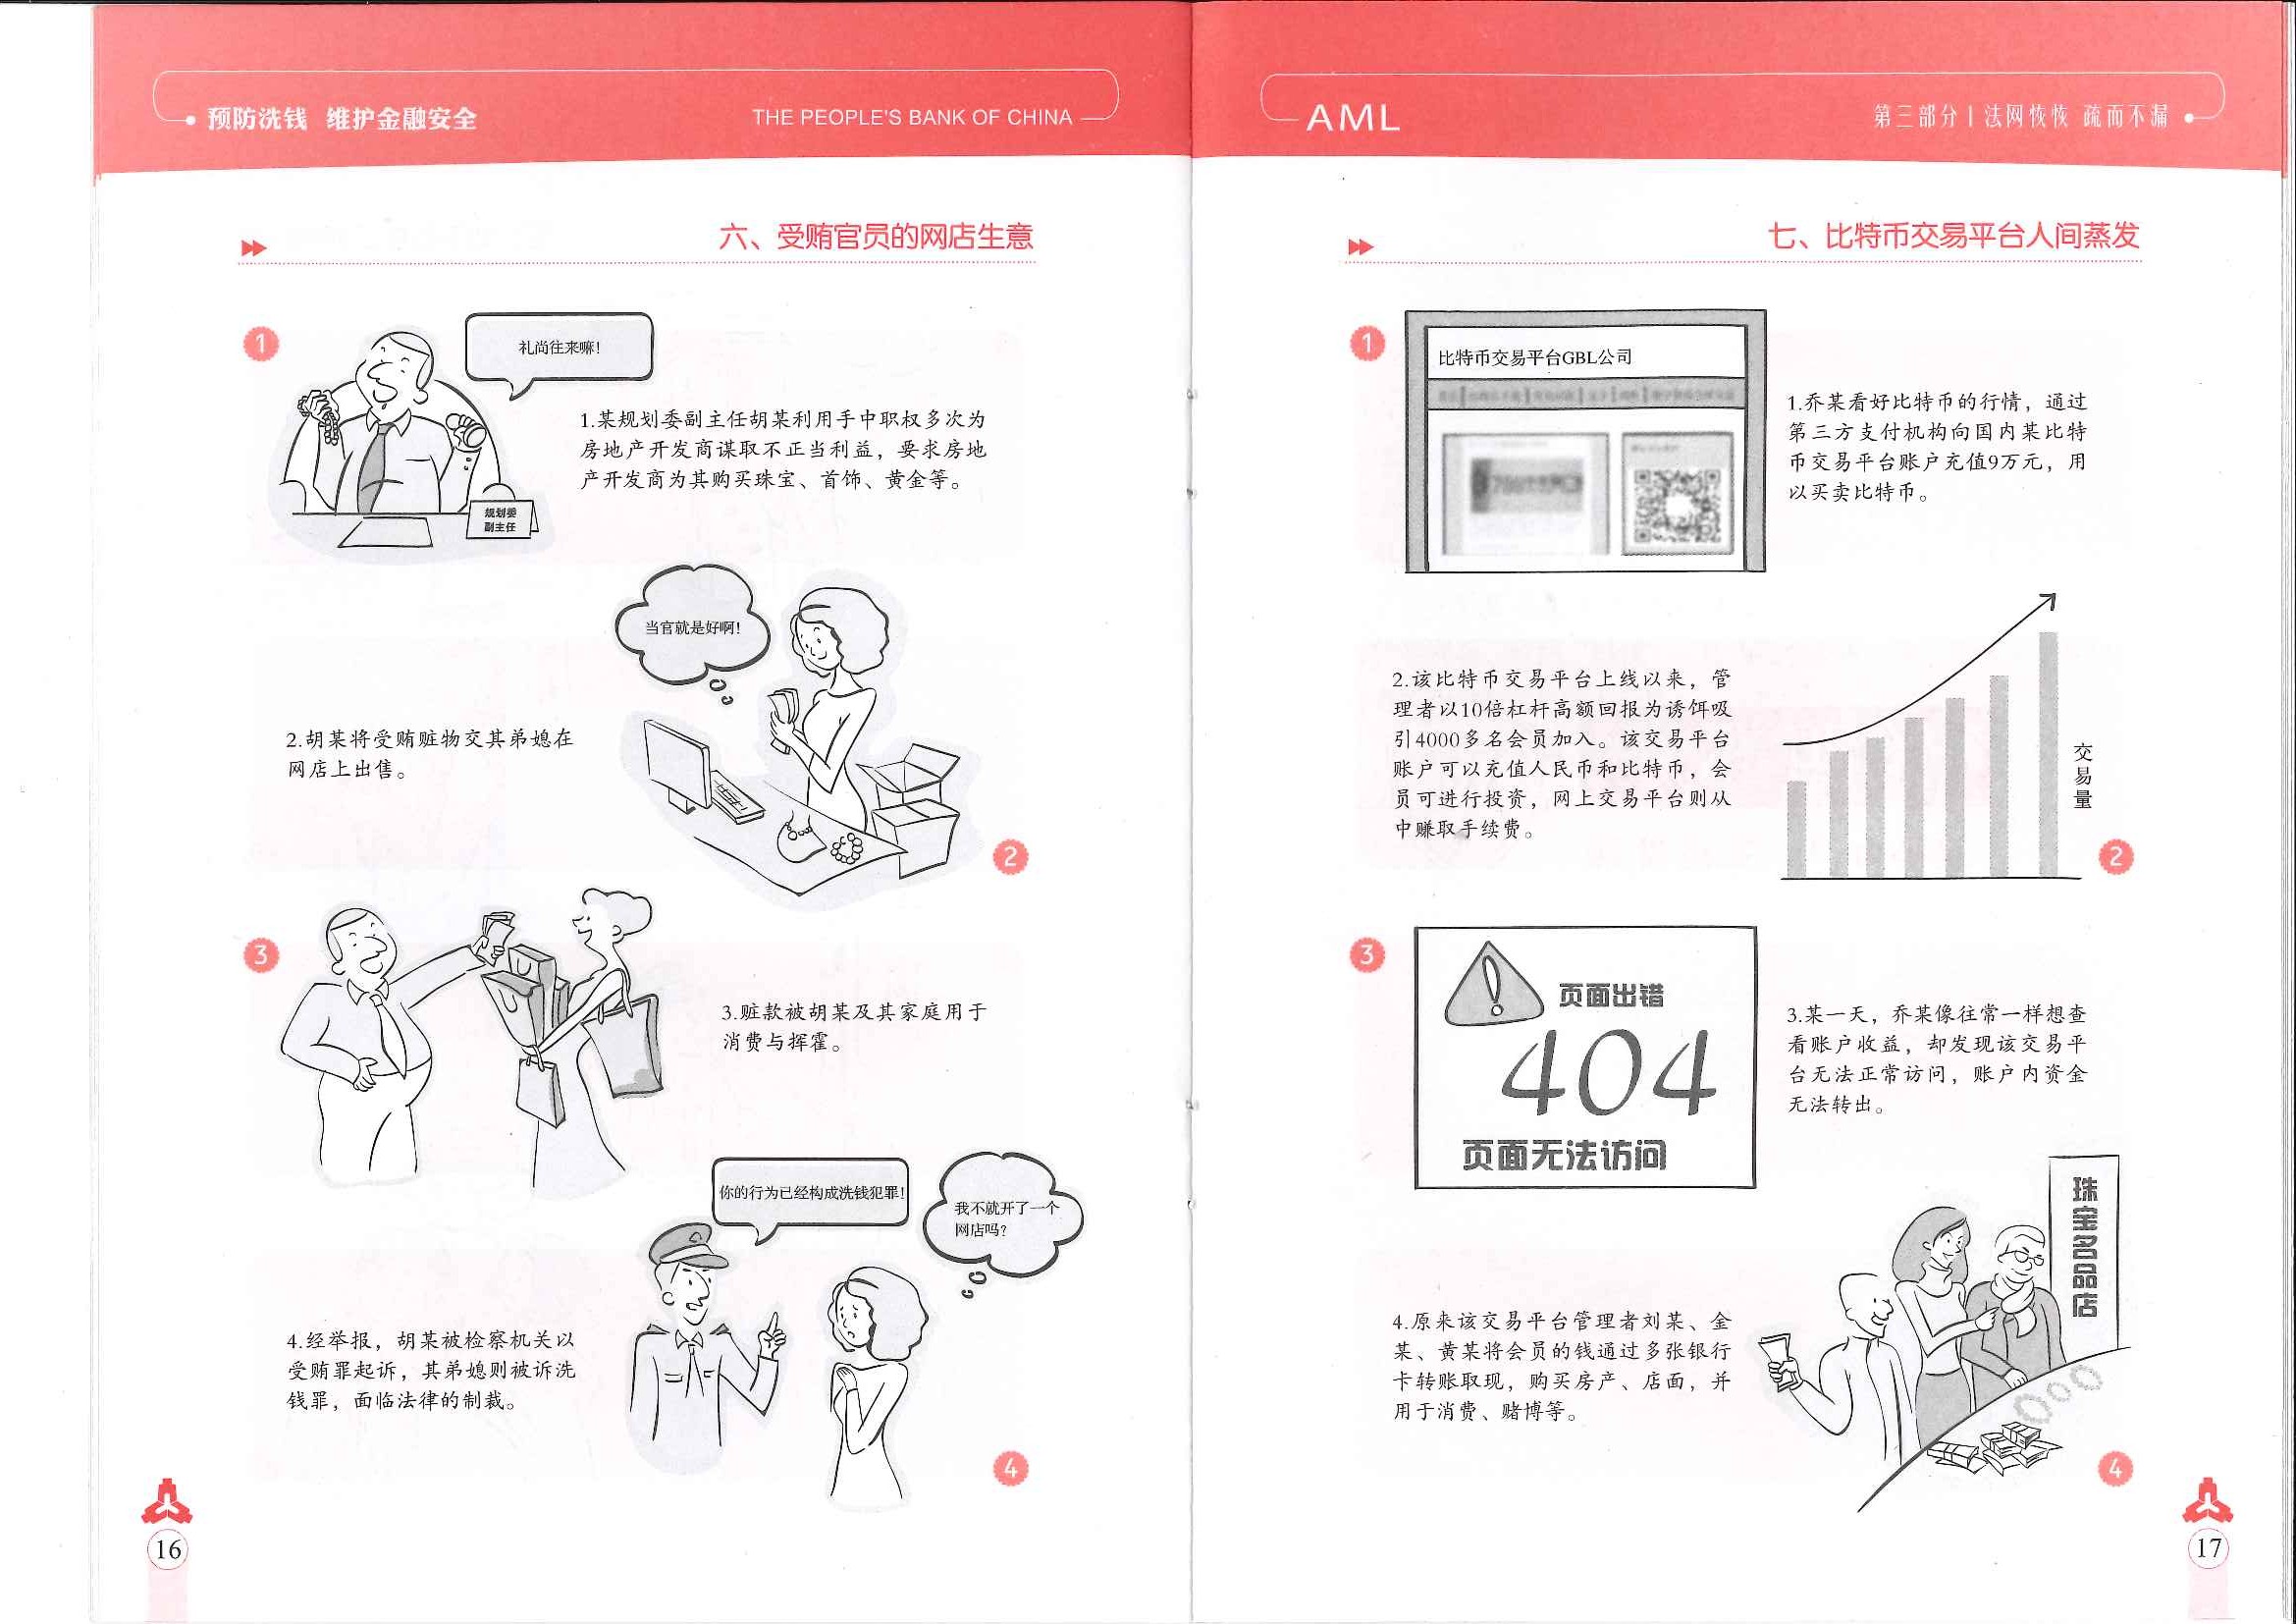 预防洗钱 维护金融安全
THE PEOPLE'S BANK OF CHINA
六、受贿官员的网店生意
1
礼尚往来嘛！
规划委
副主任
1.某规划委副主任胡某利用手中职权多次为
房地产开发商谋取不正当利益，要求房地
产开发商为其购买珠宝、首饰、黄金等。
当官就是好啊！
2.胡某将受贿赃物交其弟媳在
网店上出售。
2
3
3.赃款被胡某及其家庭用于
消费与挥霍。
你的行为已经构成洗钱犯罪！
我不就开了一个
网店吗？
4.经举报，胡某被检察机关以
受贿罪起诉，其弟媳则被诉洗
钱罪，面临法律的制裁。
4
16
AML
第三部分 | 法网恢恢 疏而不漏
七、比特币交易平台人间蒸发
1
比特币交易平台GBL公司
1.乔某看好比特币的行情，通过
第三方支付机构向国内某比特
币交易平台账户充值9万元，用
以买卖比特币。
2.该比特币交易平台上线以来，管
理者以10倍杠杆高额回报为诱饵吸
引4000多名会员加入。该交易平台
账户可以充值人民币和比特币，会
员可进行投资，网上交易平台则从
中赚取手续费。
交易量
2
3
页面出错
404
页面无法访问
3.某一天，乔某像往常一样想查
看账户收益，却发现该交易平
台无法正常访问，账户内资金
无法转出。
珠宝名品店
4.原来该交易平台管理者刘某、金
某、黄某将会员的钱通过多张银行
卡转账取现，购买房产、店面，并
用于消费、赌博等。
4
17